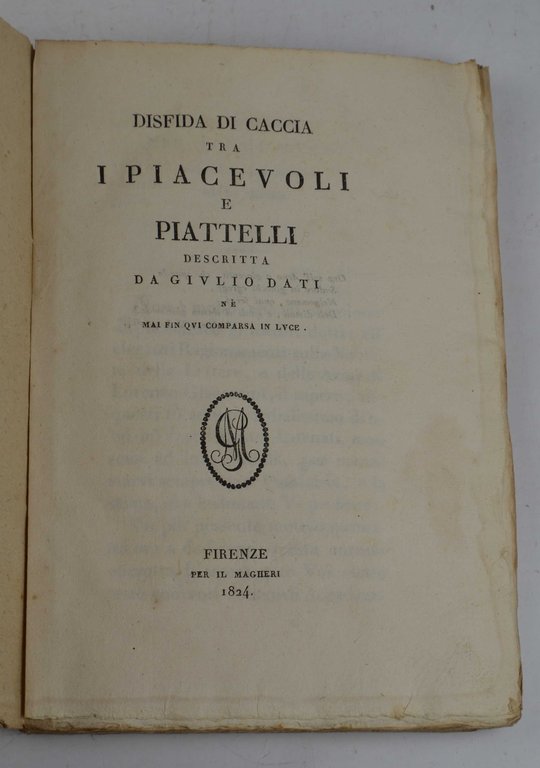 DISFIDA DI CACCIA
TRA
I PIACEVOLI
E
PIATTELLI
DESCRITTA
DA GIVLIO DATI
NÈ
MAI FIN QVI COMPARSA IN LVCE .
FIRENZE
PER IL MAGHERI
1824.